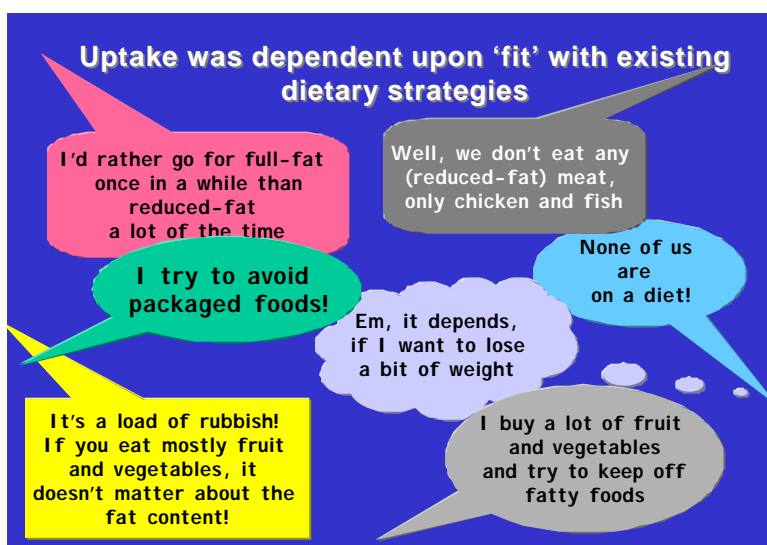 Uptake was dependent upon ‘fit’ with existing
dietary strategies
I’d rather go for full-fat
once in a while than
reduced-fat
a lot of the time
Well, we don’t eat any
(reduced-fat) meat,
only chicken and fish
None of us
are
on a diet!
I try to avoid
packaged foods!
Em, it depends,
if I want to lose
a bit of weight
It’s a load of rubbish!
If you eat mostly fruit
and vegetables, it
doesn’t matter about the
fat content!
I buy a lot of fruit
and vegetables
and try to keep off
fatty foods